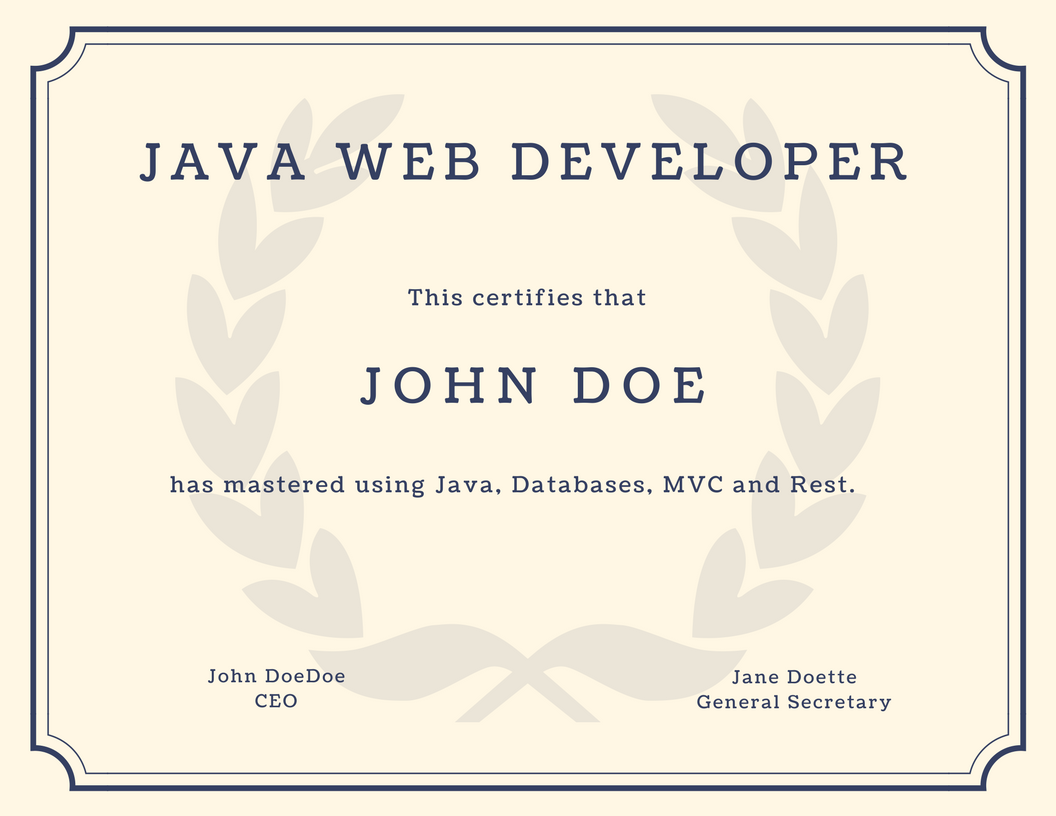 JAVA WEB DEVELOPER
This certifies that
JOHN DOE
has mastered using Java, Databases, MVC and Rest.
John DoeDoe
CEO
Jane Doette
General Secretary